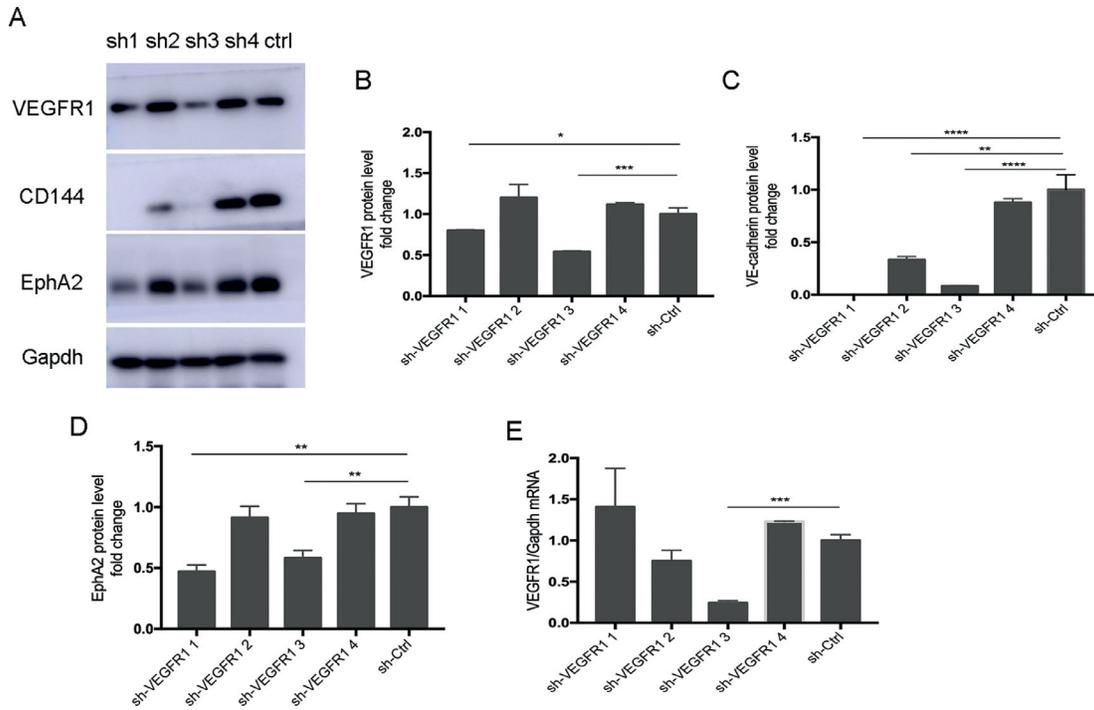 A
sh1 sh2 sh3 sh4 ctrl
VEGFR1
CD144
EphA2
Gapdh
B
VEGFR1 protein level
fold change
2.0
1.5
1.0
0.5
0.0
*
***
sh-VEGFR1 1
sh-VEGFR1 2
sh-VEGFR1 3
sh-VEGFR1 4
sh-Ctrl
C
VE-cadherin protein level
fold change
1.5
1.0
0.5
0.0
****
**
****
sh-VEGFR1 1
sh-VEGFR1 2
sh-VEGFR1 3
sh-VEGFR1 4
sh-Ctrl
D
EphA2 protein level
fold change
1.5
1.0
0.5
0.0
**
**
sh-VEGFR1 1
sh-VEGFR1 2
sh-VEGFR1 3
sh-VEGFR1 4
sh-Ctrl
E
VEGFR1/Gapdh mRNA
2.0
1.5
1.0
0.5
0.0
***
sh-VEGFR1 1
sh-VEGFR1 2
sh-VEGFR1 3
sh-VEGFR1 4
sh-Ctrl